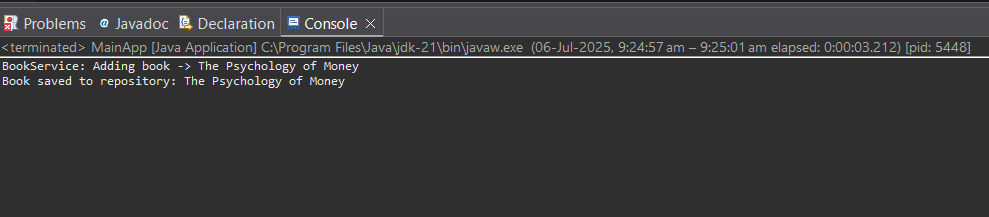 Problems @ Javadoc Declaration Console
<terminated> MainApp [Java Application] C:\Program Files\Java\jdk-21\bin\javaw.exe (06-Jul-2025, 9:24:57 am – 9:25:01 am elapsed: 0:00:03.212) [pid: 5448]
BookService: Adding book -> The Psychology of Money
Book saved to repository: The Psychology of Money